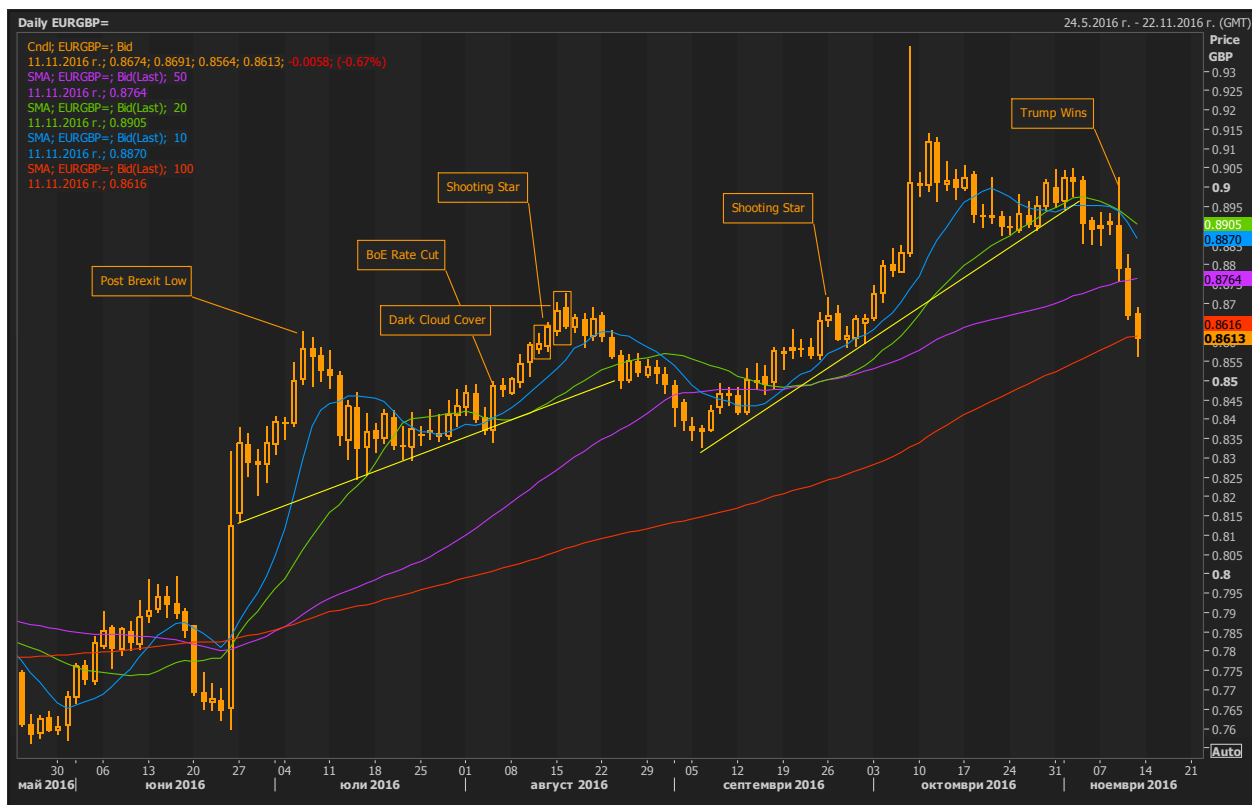 Daily EURGBP=
24.5.2016 г. - 22.11.2016 г. (GMT)
Cndl; EURGBP=; Bid
11.11.2016 г.; 0.8674; 0.8691; 0.8564; 0.8613; -0.0058; (-0.67%)
SMA; EURGBP=; Bid(Last); 50
11.11.2016 г.; 0.8764
SMA; EURGBP=; Bid(Last); 20
11.11.2016 г.; 0.8905
SMA; EURGBP=; Bid(Last); 10
11.11.2016 г.; 0.8870
SMA; EURGBP=; Bid(Last); 100
11.11.2016 г.; 0.8616
Post Brexit Low
BoE Rate Cut
Dark Cloud Cover
Shooting Star
Shooting Star
Trump Wins
Price
GBP
0.93
0.925
0.92
0.915
0.91
0.905
0.9
0.895
0.8905
0.885
0.8870
0.88
0.875
0.8764
0.87
0.8616
0.8613
0.855
0.85
0.845
0.84
0.835
0.83
0.825
0.82
0.815
0.81
0.805
0.8
0.795
0.79
0.785
0.78
0.775
0.77
0.765
0.76
Auto
30 06 13 20 27 04 11 18 25 01 08 15 22 29 05 12 19 26 03 10 17 24 31 07 14 21
май 2016 юни 2016 юли 2016 август 2016 септември 2016 октомври 2016 ноември 2016